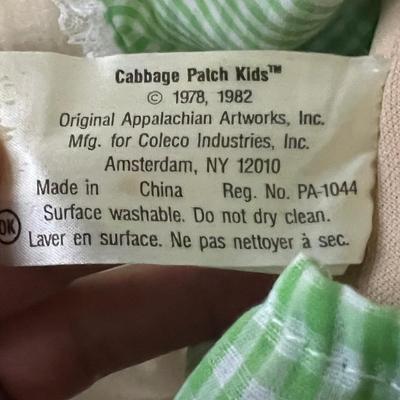 Cabbage Patch Kids™
© 1978, 1982
Original Appalachian Artworks, Inc.
Mfg. for Coleco Industries, Inc.
Amsterdam, NY 12010
Made in China Reg. No. PA-1044
Surface washable. Do not dry clean.
OK
Laver en surface. Ne pas nettoyer à sec.